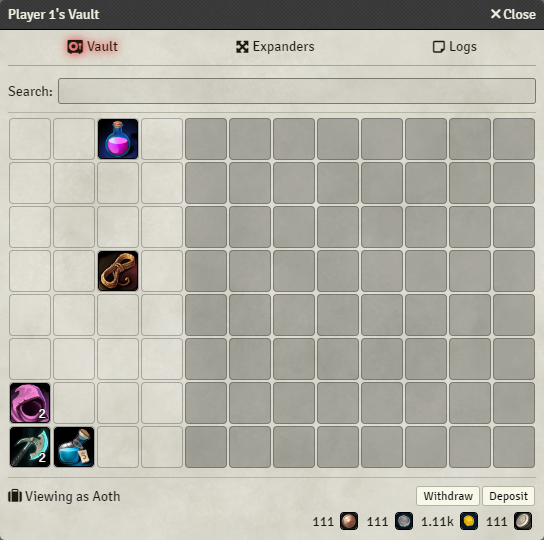 Player 1's Vault
Close
Vault
Expanders
Logs
Search:
2
2
Viewing as Aoth
Withdraw
Deposit
111
111
1.11k
111